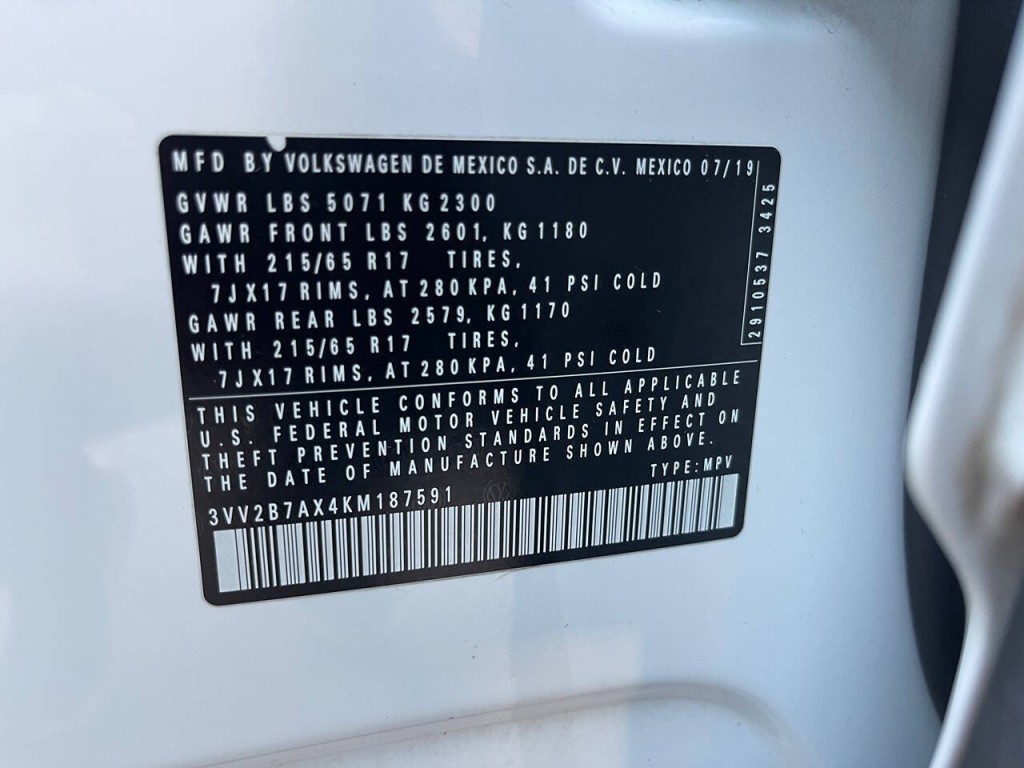 MFD BY VOLKSWAGEN DE MEXICO S.A. DE C.V. MEXICO 07/19
GVWR LBS 5071 KG 2300
GAWR FRONT LBS 2601, KG 1180
WITH 215/65 R17 TIRES,
7JX17 RIMS, AT 280 KPA, 41 PSI COLD
GAWR REAR LBS 2579, KG 1170
WITH 215/65 R17 TIRES,
7JX17 RIMS, AT 280 KPA, 41 PSI COLD
2910537 3425
THIS VEHICLE CONFORMS TO ALL APPLICABLE
U.S. FEDERAL MOTOR VEHICLE SAFETY AND
THEFT PREVENTION STANDARDS IN EFFECT ON
THE DATE OF MANUFACTURE SHOWN ABOVE.
TYPE: MPV
3VV2B7AX4KM187591